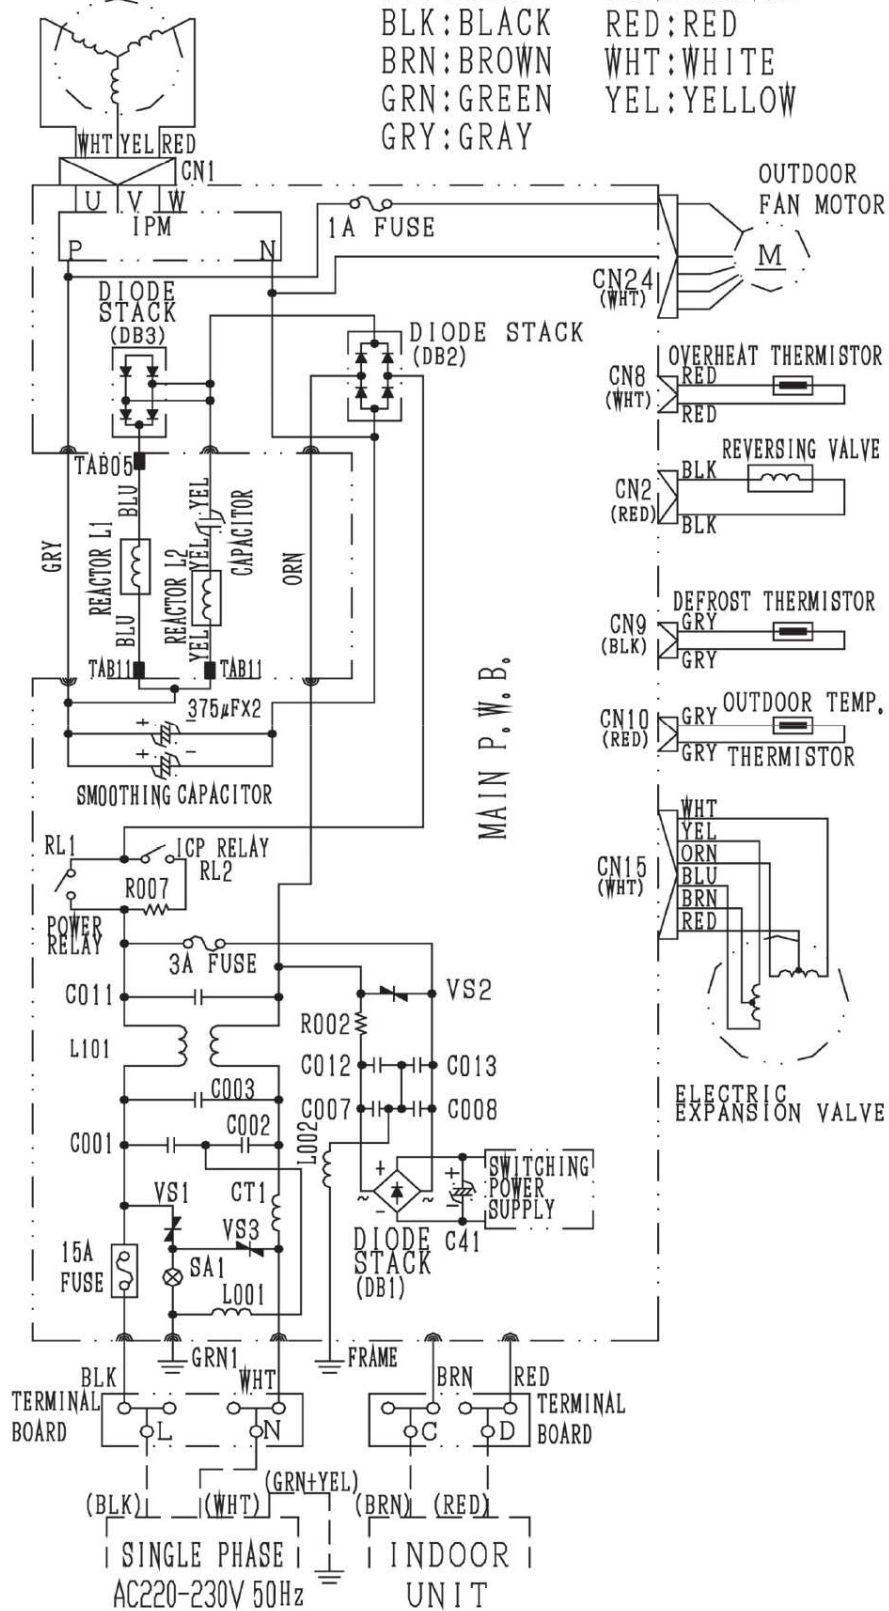 BLK:BLACK RED:RED
BRN:BROWN WHT:WHITE
GRN:GREEN YEL:YELLOW
GRY:GRAY
WHT YEL RED
CN1
U V W
IPM
P N
1A FUSE
OUTDOOR
FAN MOTOR
M
CN24
(WHT)
DIODE
STACK
(DB3)
DIODE STACK
(DB2)
OVERHEAT THERMISTOR
CN8
(WHT)
RED
RED
REVERSING VALVE
CN2
(RED)
BLK
BLK
TAB05
BLU
REACTOR L1
BLU
TAB11
GRY
YEL
CAPACITOR
YEL
REACTOR L2
YEL
TAB11
ORN
DEFROST THERMISTOR
CN9
(BLK)
GRY
GRY
OUTDOOR TEMP.
CN10
(RED)
GRY
GRY THERMISTOR
MAIN P.W.B.
375μFX2
+ -
+ -
SMOOTHING CAPACITOR
RL1
ICP RELAY
RL2
R007
POWER
RELAY
3A FUSE
CN15
(WHT)
WHT
YEL
ORN
BLU
BRN
RED
ELECTRIC
EXPANSION VALVE
C011
VS2
R002
L101
C012 C013
C003
C007 C008
C002
C001
L002
SWITCHING
POWER
SUPPLY
+ +
~ ~
- -
VS1
CT1
VS3
DIODE
STACK
(DB1)
C41
15A
FUSE
SA1
L001
GRN1
FRAME
BLK WHT
BRN RED
TERMINAL
BOARD
L N
C D
TERMINAL
BOARD
(GRN+YEL)
(BLK) (WHT)
(BRN) (RED)
SINGLE PHASE
AC220-230V 50Hz
INDOOR
UNIT